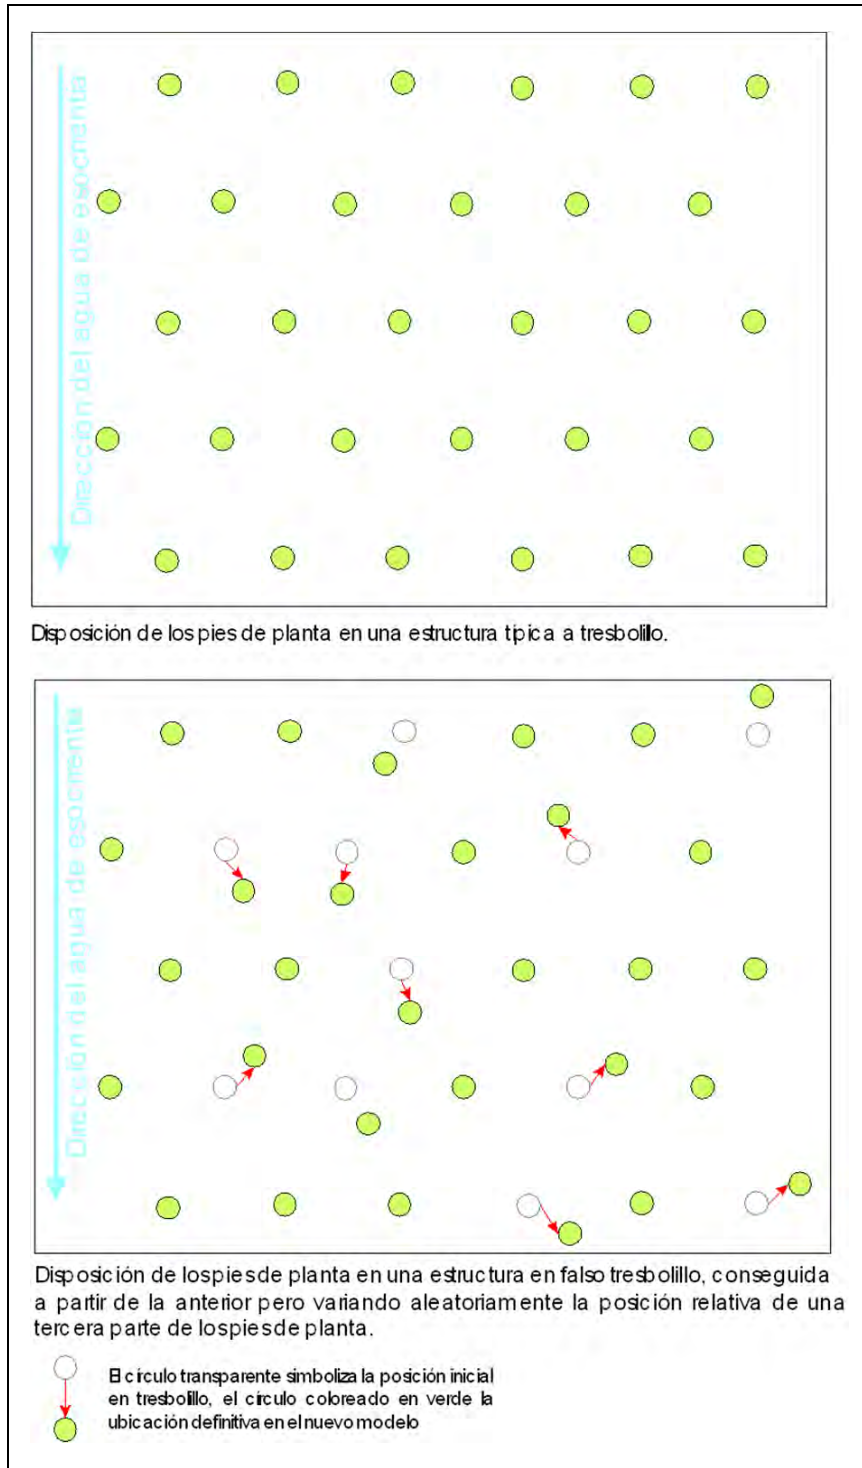 Dirección del agua de esocrrentia
Disposición de los pies de planta en una estructura típica a tresbolillo.
Dirección del agua de esocrrentia
Disposición de los pies de planta en una estructura en falso tresbolillo, conseguida
a partir de la anterior pero variando aleatoriamente la posición relativa de una
tercera parte de los pies de planta.
El círculo transparente simboliza la posición inicial
en tresbolillo, el círculo coloreado en verde la
ubicación definitiva en el nuevo modelo